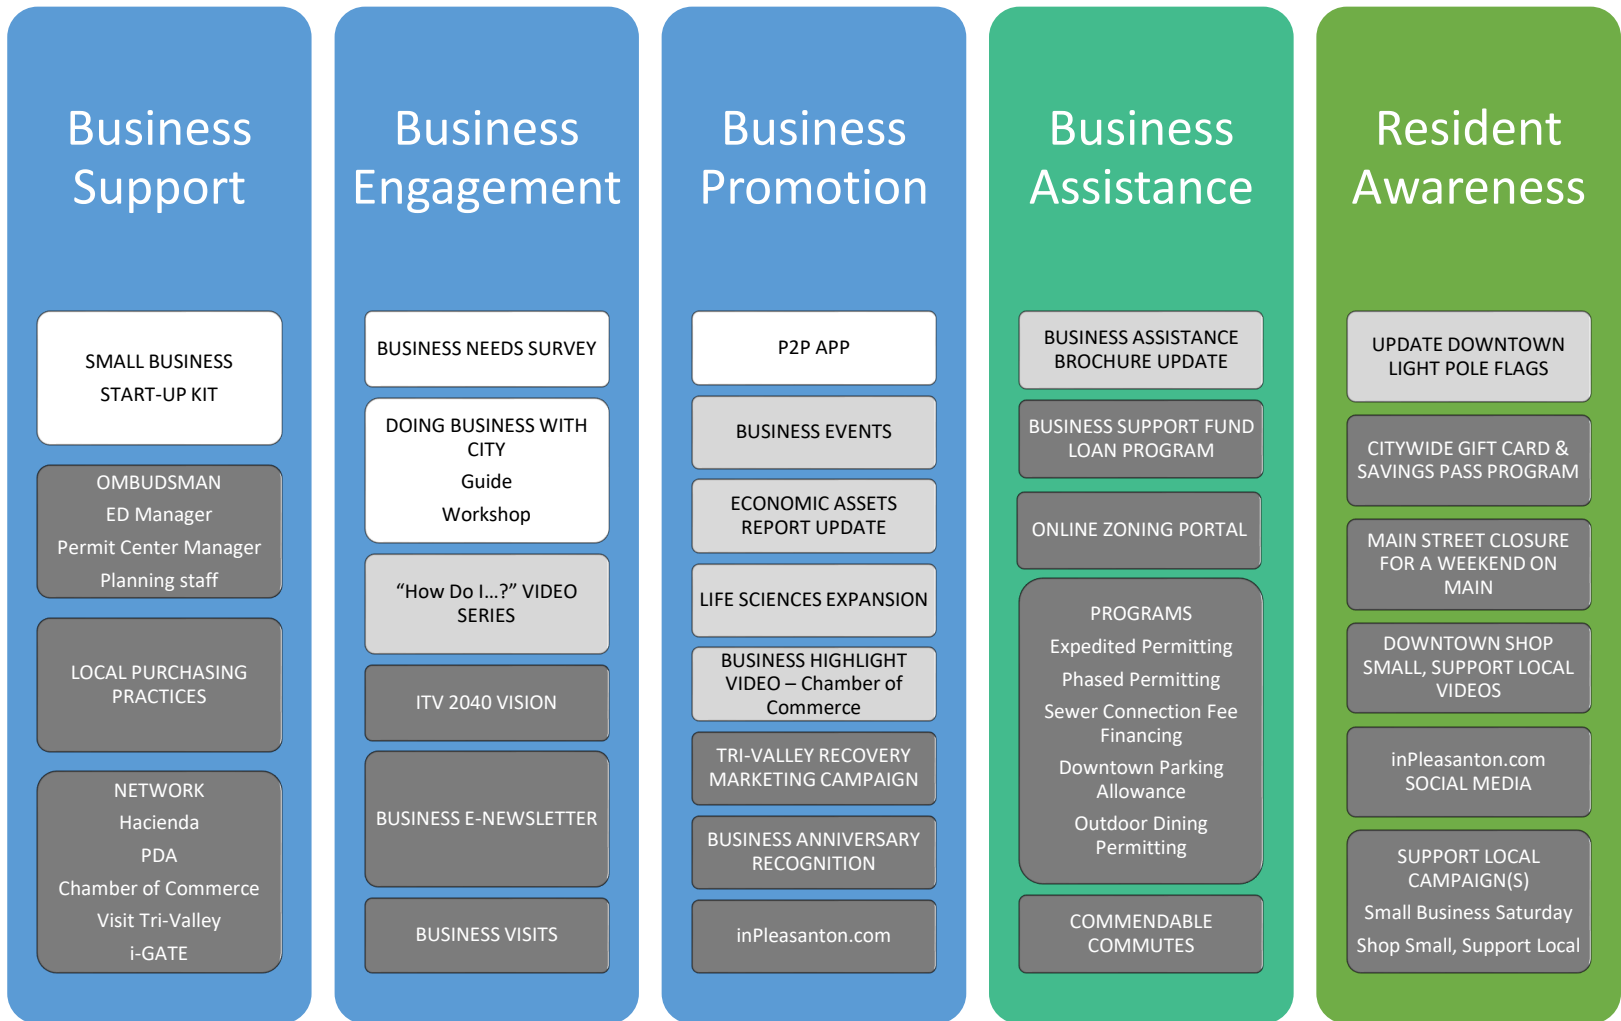 Business
Support
SMALL BUSINESS
START-UP KIT
OMBUDSMAN
ED Manager
Permit Center Manager
Planning staff
LOCAL PURCHASING
PRACTICES
NETWORK
Hacienda
PDA
Chamber of Commerce
Visit Tri-Valley
i-GATE
Business
Engagement
BUSINESS NEEDS SURVEY
DOING BUSINESS WITH
CITY
Guide
Workshop
“How Do I…?” VIDEO
SERIES
ITV 2040 VISION
BUSINESS E-NEWSLETTER
BUSINESS VISITS
Business
Promotion
P2P APP
BUSINESS EVENTS
ECONOMIC ASSETS
REPORT UPDATE
LIFE SCIENCES EXPANSION
BUSINESS HIGHLIGHT
VIDEO – Chamber of
Commerce
TRI-VALLEY RECOVERY
MARKETING CAMPAIGN
BUSINESS ANNIVERSARY
RECOGNITION
inPleasanton.com
Business
Assistance
BUSINESS ASSISTANCE
BROCHURE UPDATE
BUSINESS SUPPORT FUND
LOAN PROGRAM
ONLINE ZONING PORTAL
PROGRAMS
Expedited Permitting
Phased Permitting
Sewer Connection Fee
Financing
Downtown Parking
Allowance
Outdoor Dining
Permitting
COMMENDABLE
COMMUTES
Resident
Awareness
UPDATE DOWNTOWN
LIGHT POLE FLAGS
CITYWIDE GIFT CARD &
SAVINGS PASS PROGRAM
MAIN STREET CLOSURE
FOR A WEEKEND ON
MAIN
DOWNTOWN SHOP
SMALL, SUPPORT LOCAL
VIDEOS
inPleasanton.com
SOCIAL MEDIA
SUPPORT LOCAL
CAMPAIGN(S)
Small Business Saturday
Shop Small, Support Local